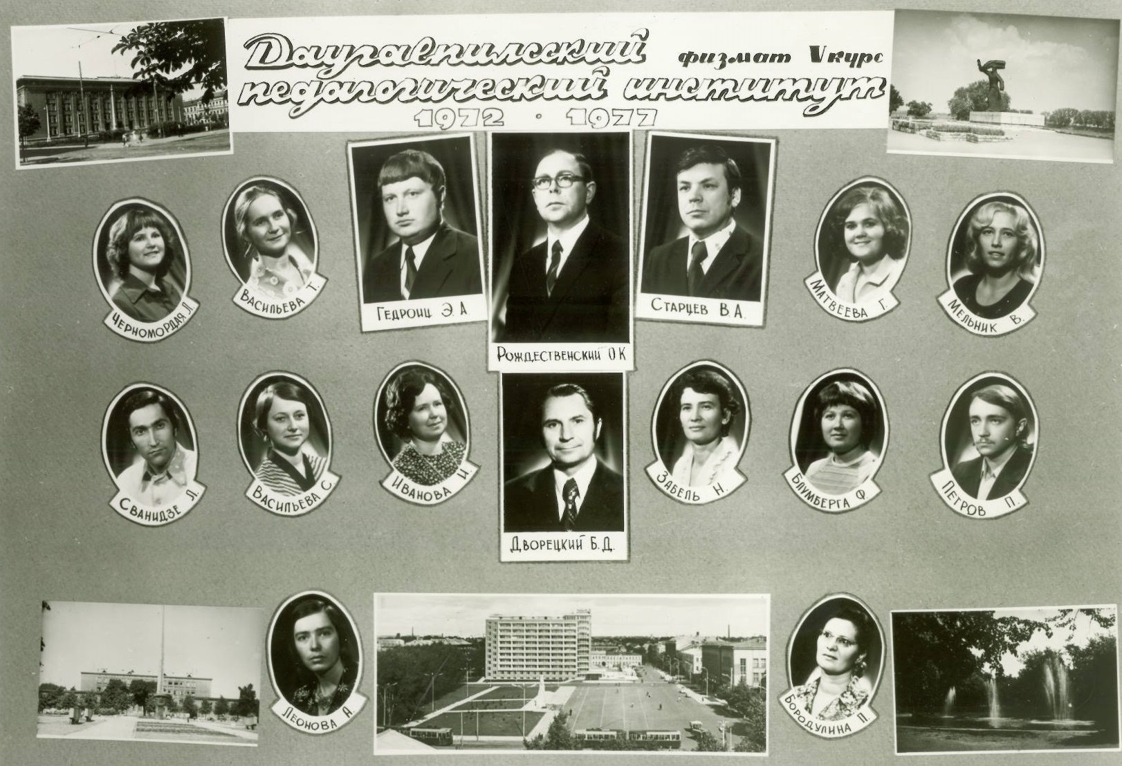 Даугавпилсский физмат V курс
педагогический институт
1972 · 1977
Черномордая Л.
Васильева Т.
Гедроиц Э.А
Рождественский О К
Старцев В А.
Матвеева Г.
Мельник В.
Сванидзе Л.
Васильева С.
Иванова И
Дворецкий Б.Д.
Забель Н.
Блумберга Ф.
Петров П.
Леонова А.
Бородулина Л.